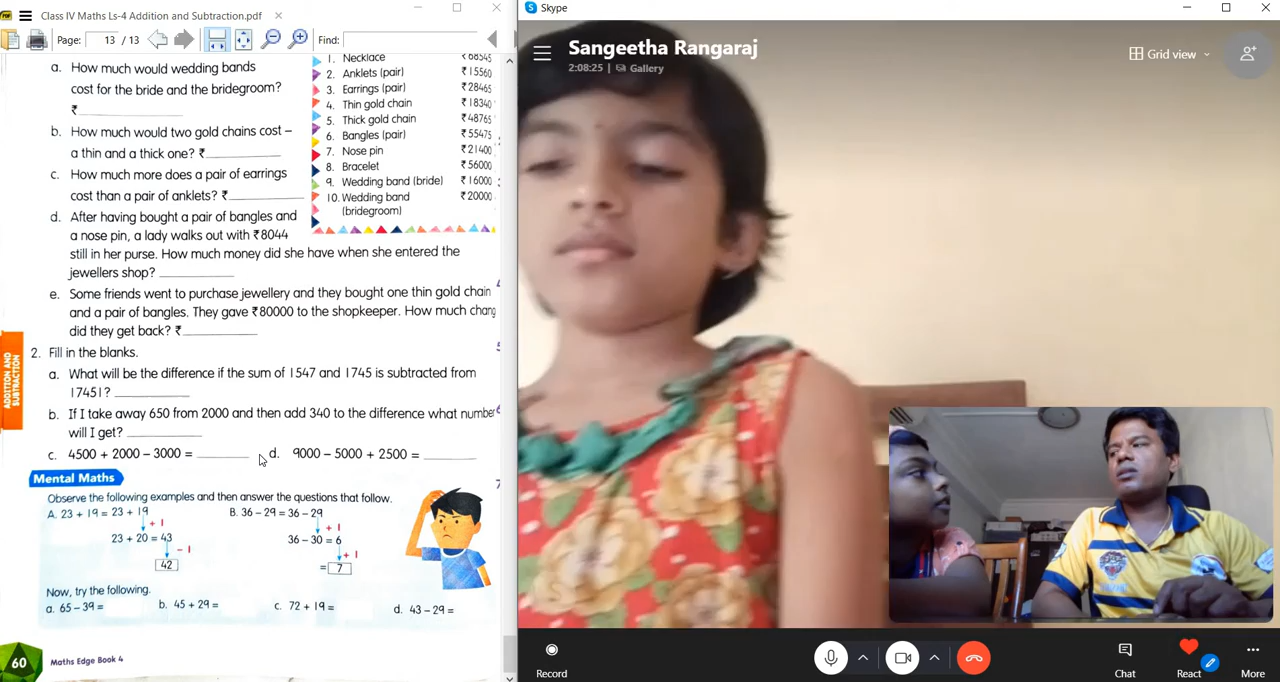 Class IV Maths Ls-4 Addition and Subtraction.pdf
Page: 13 / 13 Find:
a. How much would wedding bands
cost for the bride and the bridegroom?
₹
b. How much would two gold chains cost –
a thin and a thick one? ₹
c. How much more does a pair of earrings
cost than a pair of anklets? ₹
d. After having bought a pair of bangles and
a nose pin, a lady walks out with ₹8044
still in her purse. How much money did she have when she entered the
jewellers shop?
e. Some friends went to purchase jewellery and they bought one thin gold chain
and a pair of bangles. They gave ₹80000 to the shopkeeper. How much chang
did they get back? ₹
1. Necklace ₹68545
2. Anklets (pair) ₹15560
3. Earrings (pair) ₹28465
4. Thin gold chain ₹18340
5. Thick gold chain ₹48765
6. Bangles (pair) ₹55475
7. Nose pin ₹21400
8. Bracelet ₹56000
9. Wedding band (bride) ₹16000
10. Wedding band ₹20000
(bridegroom)
ADDITION AND
SUBTRACTION
2. Fill in the blanks.
a. What will be the difference if the sum of 1547 and 1745 is subtracted from
17451?
b. If I take away 650 from 2000 and then add 340 to the difference what number
will I get?
c. 4500 + 2000 – 3000 = d. 9000 – 5000 + 2500 =
Mental Maths
Observe the following examples and then answer the questions that follow.
A. 23 + 19 = 23 + 19 B. 36 – 29 = 36 – 29
+ 1 + 1
23 + 20 = 43 36 – 30 = 6
– 1 + 1
42 = 7
Now, try the following.
a. 65 – 39 = b. 45 + 29 = c. 72 + 19 = d. 43 – 29 =
60 Maths Edge Book 4
Skype
Sangeetha Rangaraj
2:08:25 | Gallery
Grid view
Record
Chat
React
More